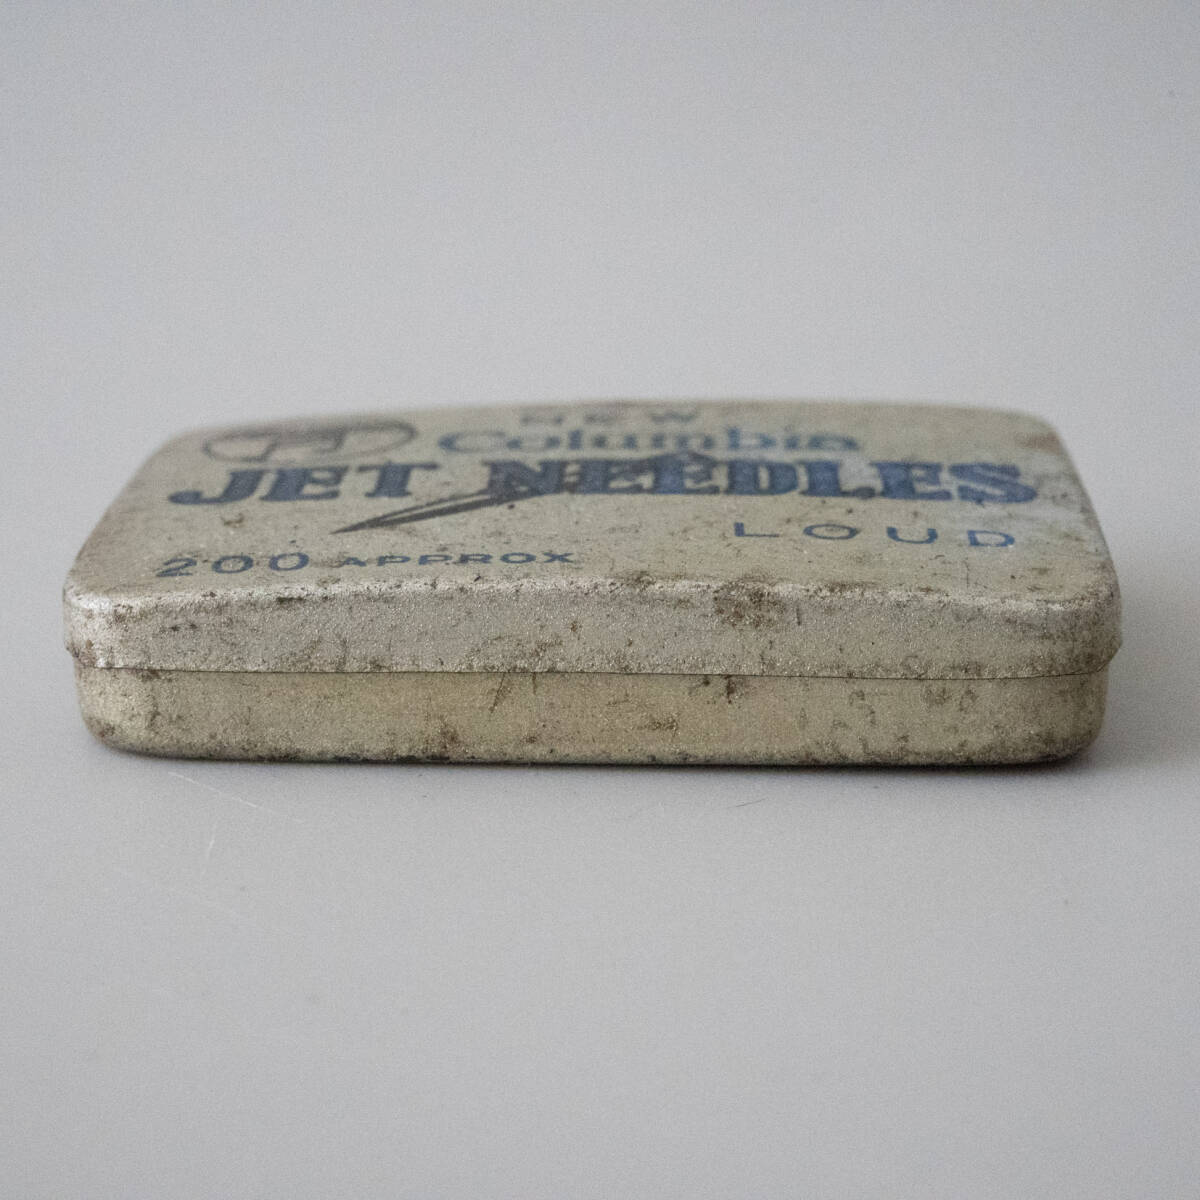 NEW
Columbia
JET NEEDLES
LOUD
200 APPROX